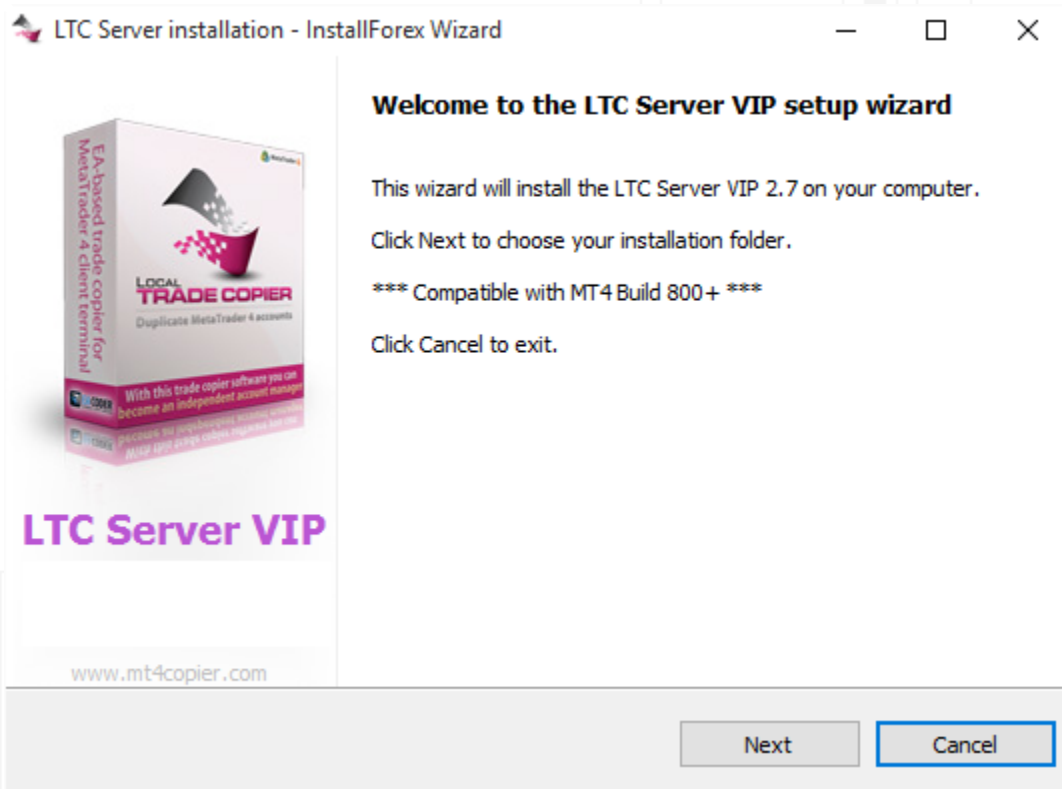 LTC Server installation - InstallForex Wizard
Welcome to the LTC Server VIP setup wizard
This wizard will install the LTC Server VIP 2.7 on your computer.
Click Next to choose your installation folder.
*** Compatible with MT4 Build 800+ ***
Click Cancel to exit.
EA-based trade copier for
MetaTrader 4 client terminal
LOCAL
TRADE COPIER
Duplicate MetaTrader 4 accounts
With this trade copier software you can
become an independent account manager
LTC Server VIP
www.mt4copier.com
Next
Cancel